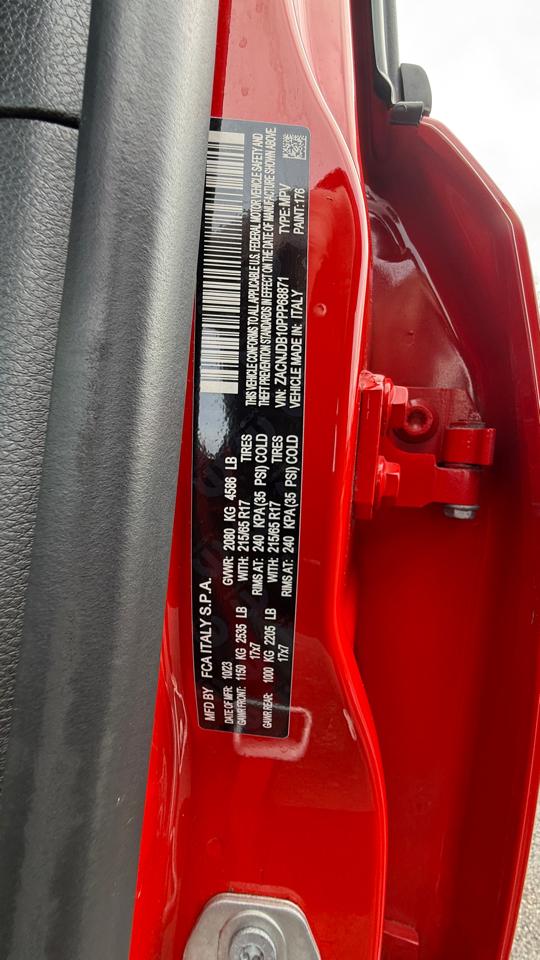 MFD BY FCA ITALY S.P.A.
DATE OF MFR: 10/23 GVWR: 2080 KG 4586 LB
GAWR FRONT: 1150 KG 2535 LB WITH: 215/65 R17 TIRES
17x7 RIMS AT: 240 KPA(35 PSI) COLD
GAWR REAR: 1000 KG 2205 LB WITH: 215/65 R17 TIRES
17x7 RIMS AT: 240 KPA(35 PSI) COLD
THIS VEHICLE CONFORMS TO ALL APPLICABLE U.S. FEDERAL MOTOR VEHICLE SAFETY AND
THEFT PREVENTION STANDARDS IN EFFECT ON THE DATE OF MANUFACTURE SHOWN ABOVE
VIN: ZACNJDB10PPP68871 TYPE: MPV
VEHICLE MADE IN: ITALY PAINT:176